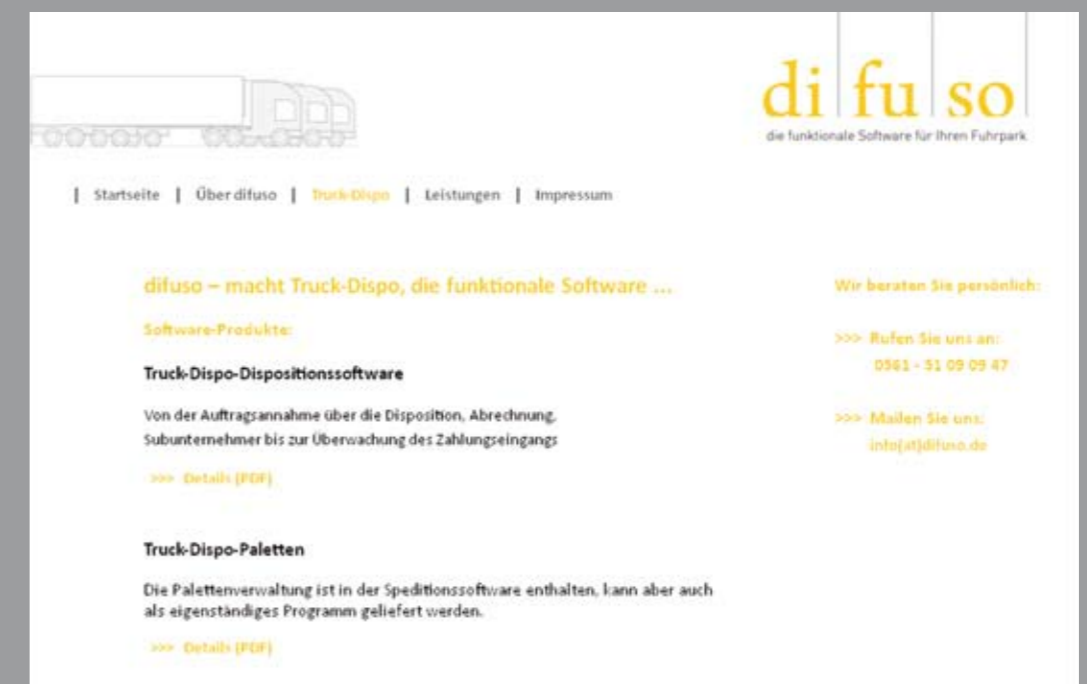 di fu so
die funktionale Software für Ihren Fuhrpark
| Startseite | Über difuso | Truck-Dispo | Leistungen | Impressum
difuso – macht Truck-Dispo, die funktionale Software ...
Software-Produkte:
Truck-Dispo-Dispositionssoftware
Von der Auftragsannahme über die Disposition, Abrechnung,
Subunternehmer bis zur Überwachung des Zahlungseingangs
>>> Details (PDF)
Truck-Dispo-Paletten
Die Palettenverwaltung ist in der Speditionssoftware enthalten, kann aber auch
als eigenständiges Programm geliefert werden.
>>> Details (PDF)
Wir beraten Sie persönlich:
>>> Rufen Sie uns an:
0561 - 51 09 09 47
>>> Mailen Sie uns:
info(at)difuso.de